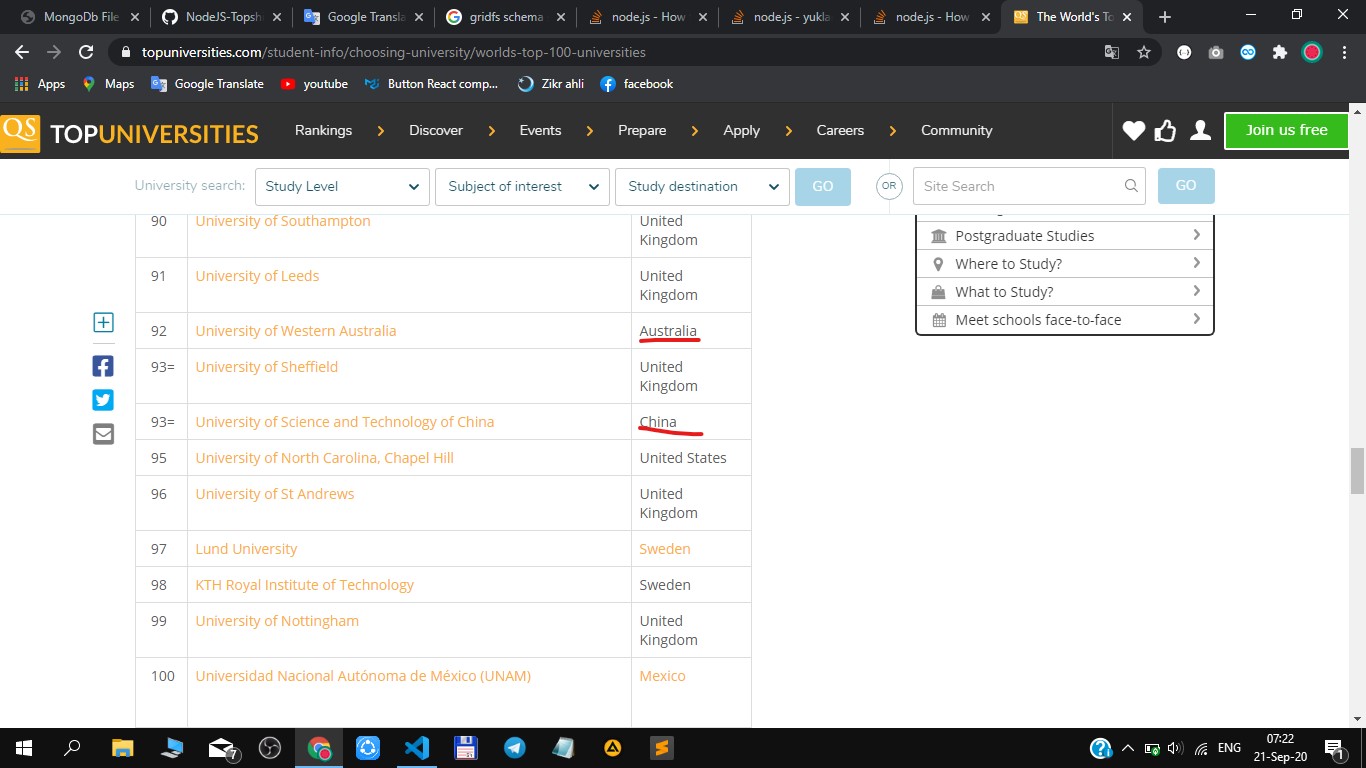 MongoDb File
NodeJS-Topsh
Google Transla
gridfs schema
node.js - How
node.js - yukla
node.js - How
The World's To
topuniversities.com/student-info/choosing-university/worlds-top-100-universities
Apps
Maps
Google Translate
youtube
Button React comp...
Zikr ahli
facebook
QS
TOPUNIVERSITIES
Rankings
Discover
Events
Prepare
Apply
Careers
Community
Join us free
University search:
Study Level
Subject of interest
Study destination
GO
OR
Site Search
GO
90 University of Southampton United
Kingdom
91 University of Leeds United
Kingdom
92 University of Western Australia Australia
93= University of Sheffield United
Kingdom
93= University of Science and Technology of China China
95 University of North Carolina, Chapel Hill United States
96 University of St Andrews United
Kingdom
97 Lund University Sweden
98 KTH Royal Institute of Technology Sweden
99 University of Nottingham United
Kingdom
100 Universidad Nacional Autónoma de México (UNAM) Mexico
Postgraduate Studies
Where to Study?
What to Study?
Meet schools face-to-face
7
ENG
07:22
21-Sep-20
1